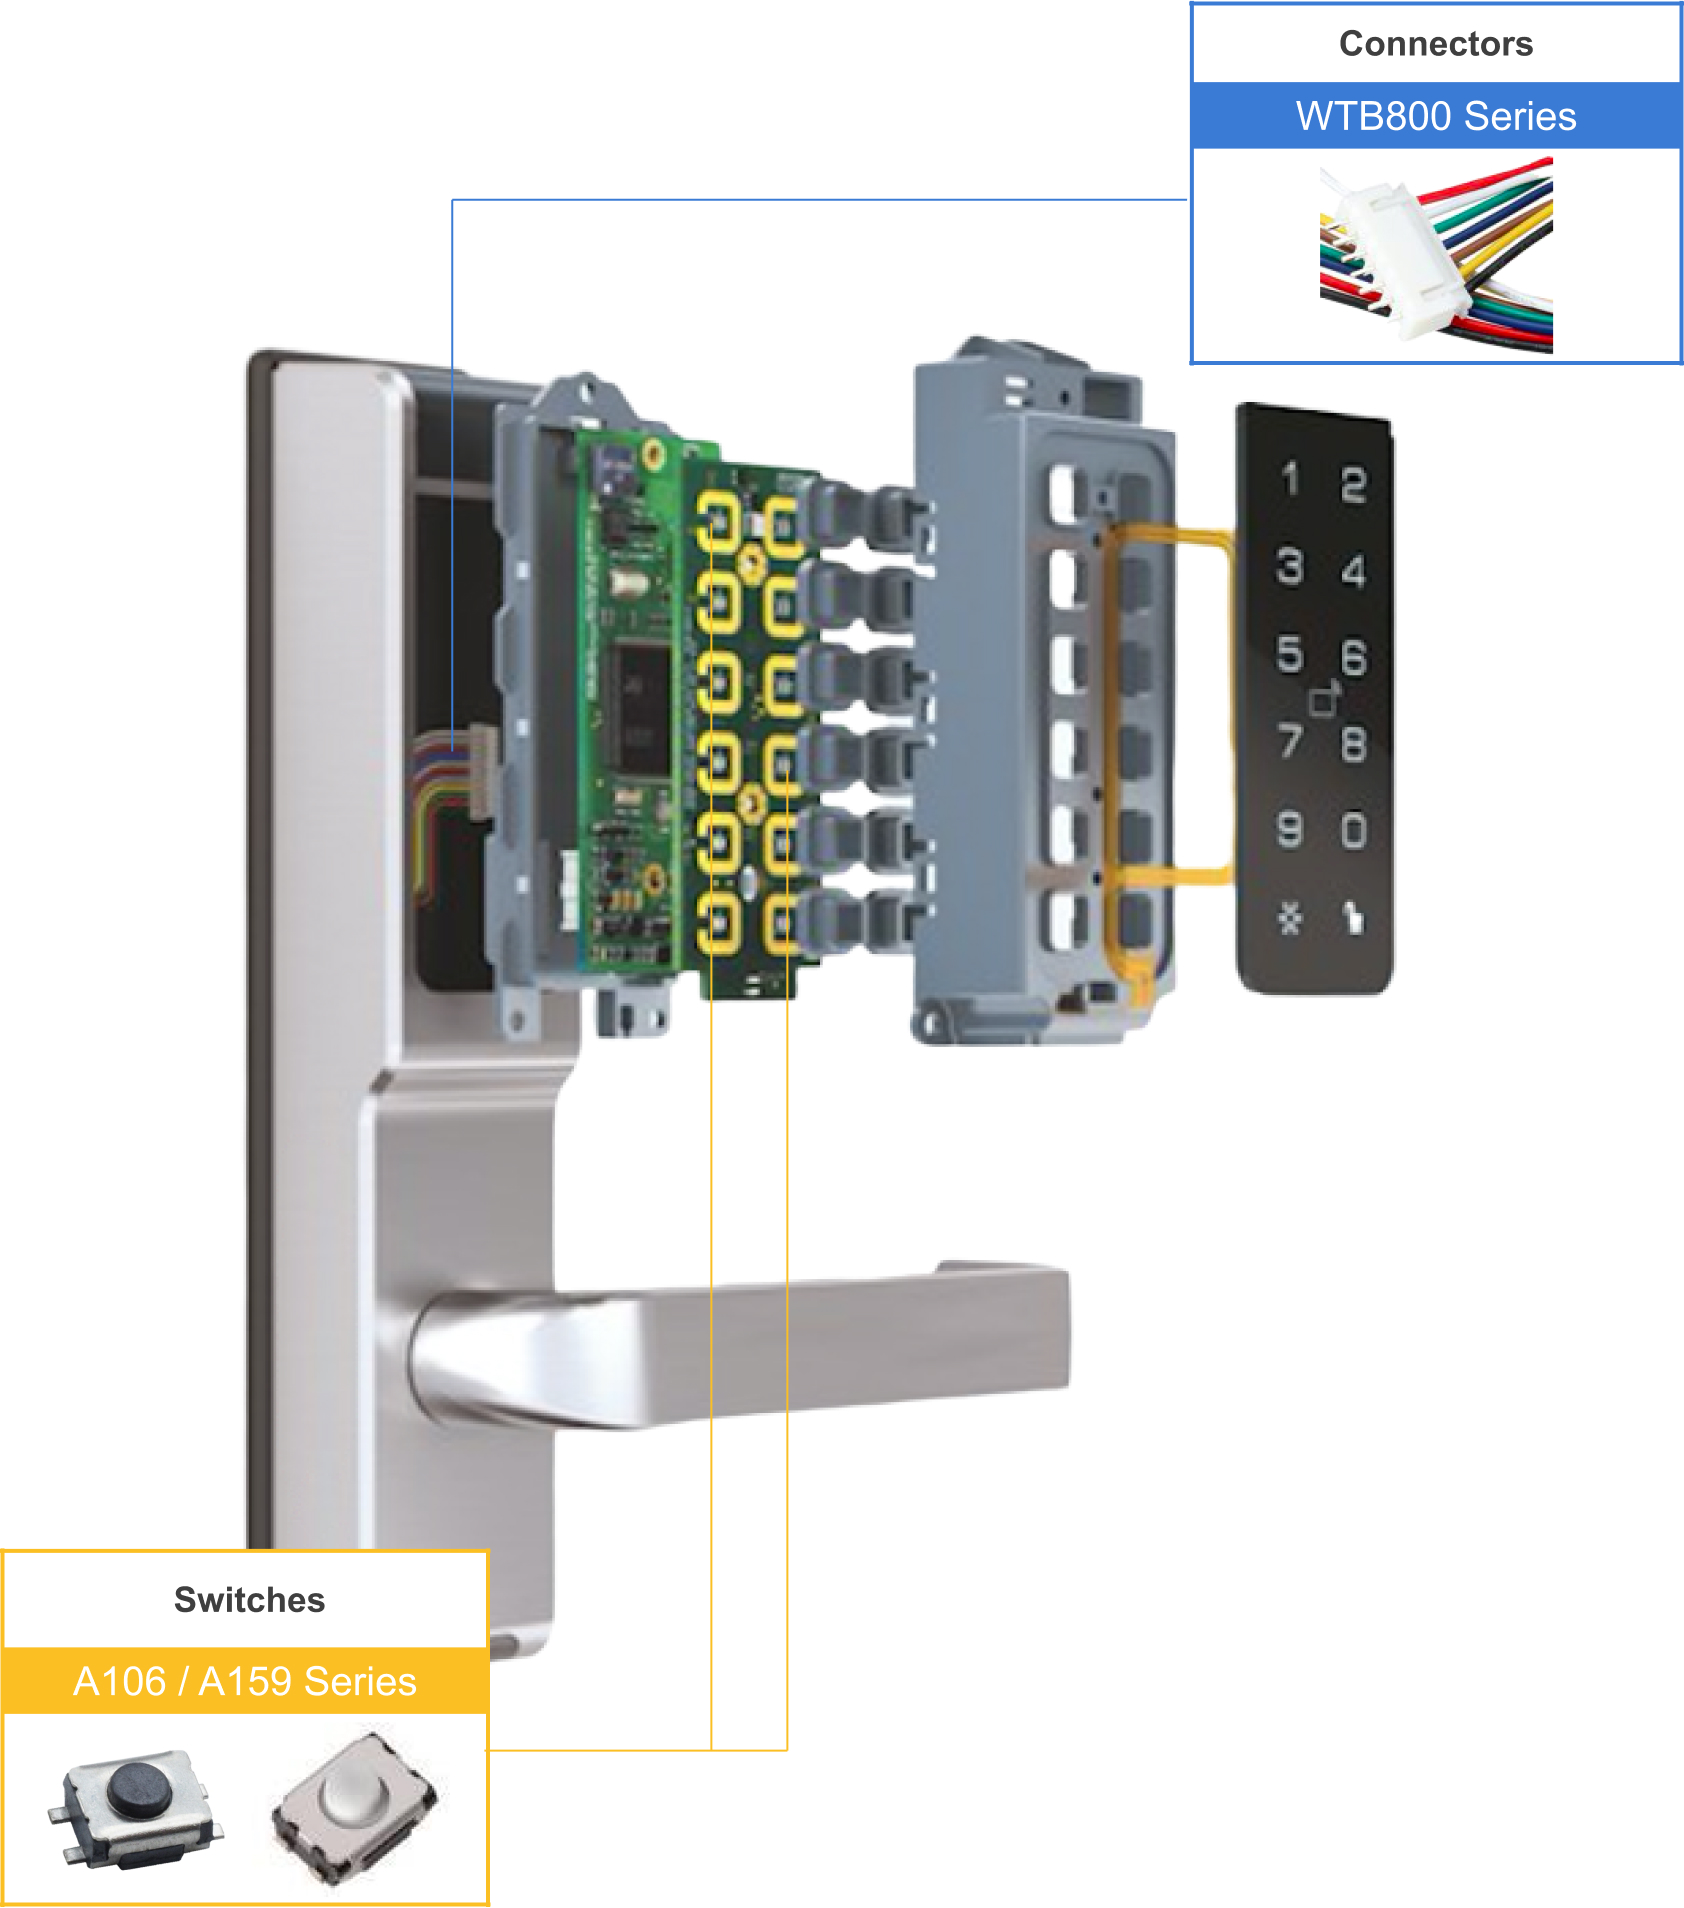 Connectors
WTB800 Series
1 2
3 4
5 6
7 8
9 0
Switches
A106 / A159 Series